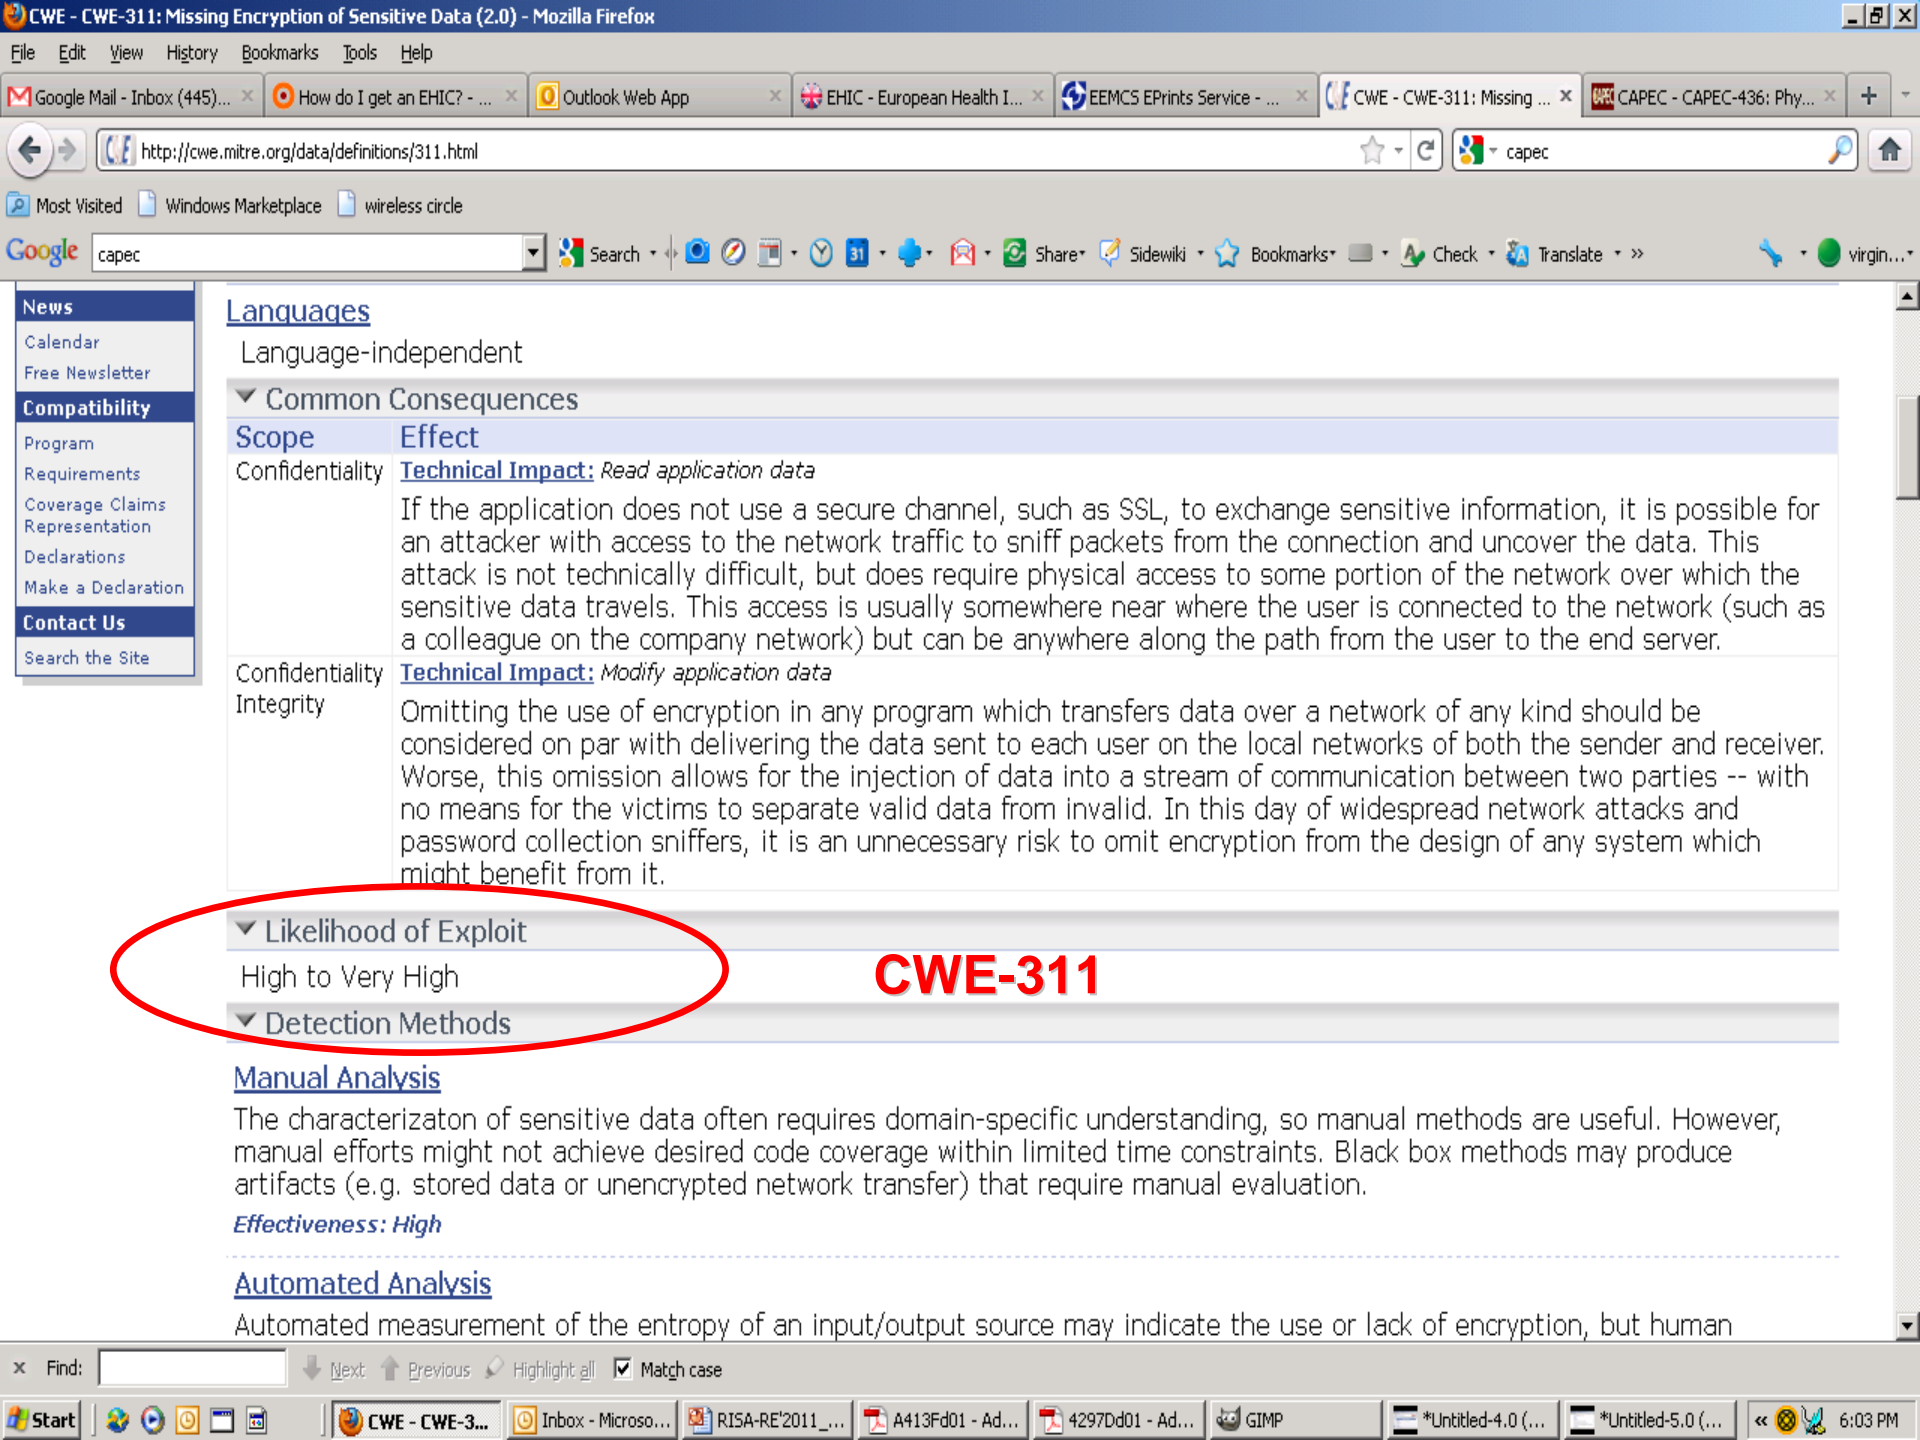 CWE - CWE-311: Missing Encryption of Sensitive Data (2.0) - Mozilla Firefox
File Edit View History Bookmarks Tools Help
Google Mail - Inbox (445)... How do I get an EHIC? - ... Outlook Web App EHIC - European Health I... EEMCS EPrints Service - ... CWE - CWE-311: Missing ... CAPEC - CAPEC-436: Phy...
http://cwe.mitre.org/data/definitions/311.html capec
Most Visited Windows Marketplace wireless circle
Google capec Search 31 Share Sidewiki Bookmarks Check Translate » virgin...
News
Calendar
Free Newsletter
Compatibility
Program
Requirements
Coverage Claims
Representation
Declarations
Make a Declaration
Contact Us
Search the Site
Languages
Language-independent
Common Consequences
Scope Effect
Confidentiality Technical Impact: Read application data
If the application does not use a secure channel, such as SSL, to exchange sensitive information, it is possible for
an attacker with access to the network traffic to sniff packets from the connection and uncover the data. This
attack is not technically difficult, but does require physical access to some portion of the network over which the
sensitive data travels. This access is usually somewhere near where the user is connected to the network (such as
a colleague on the company network) but can be anywhere along the path from the user to the end server.
Confidentiality Technical Impact: Modify application data
Integrity
Omitting the use of encryption in any program which transfers data over a network of any kind should be
considered on par with delivering the data sent to each user on the local networks of both the sender and receiver.
Worse, this omission allows for the injection of data into a stream of communication between two parties -- with
no means for the victims to separate valid data from invalid. In this day of widespread network attacks and
password collection sniffers, it is an unnecessary risk to omit encryption from the design of any system which
might benefit from it.
Likelihood of Exploit
High to Very High
CWE-311
Detection Methods
Manual Analysis
The characterizaton of sensitive data often requires domain-specific understanding, so manual methods are useful. However,
manual efforts might not achieve desired code coverage within limited time constraints. Black box methods may produce
artifacts (e.g. stored data or unencrypted network transfer) that require manual evaluation.
Effectiveness: High
Automated Analysis
Automated measurement of the entropy of an input/output source may indicate the use or lack of encryption, but human
x Find: Next Previous Highlight all Match case
Start CWE - CWE-3... Inbox - Microso... RISA-RE'2011_... A413Fd01 - Ad... 4297Dd01 - Ad... GIMP *Untitled-4.0 (... *Untitled-5.0 (... « 6:03 PM